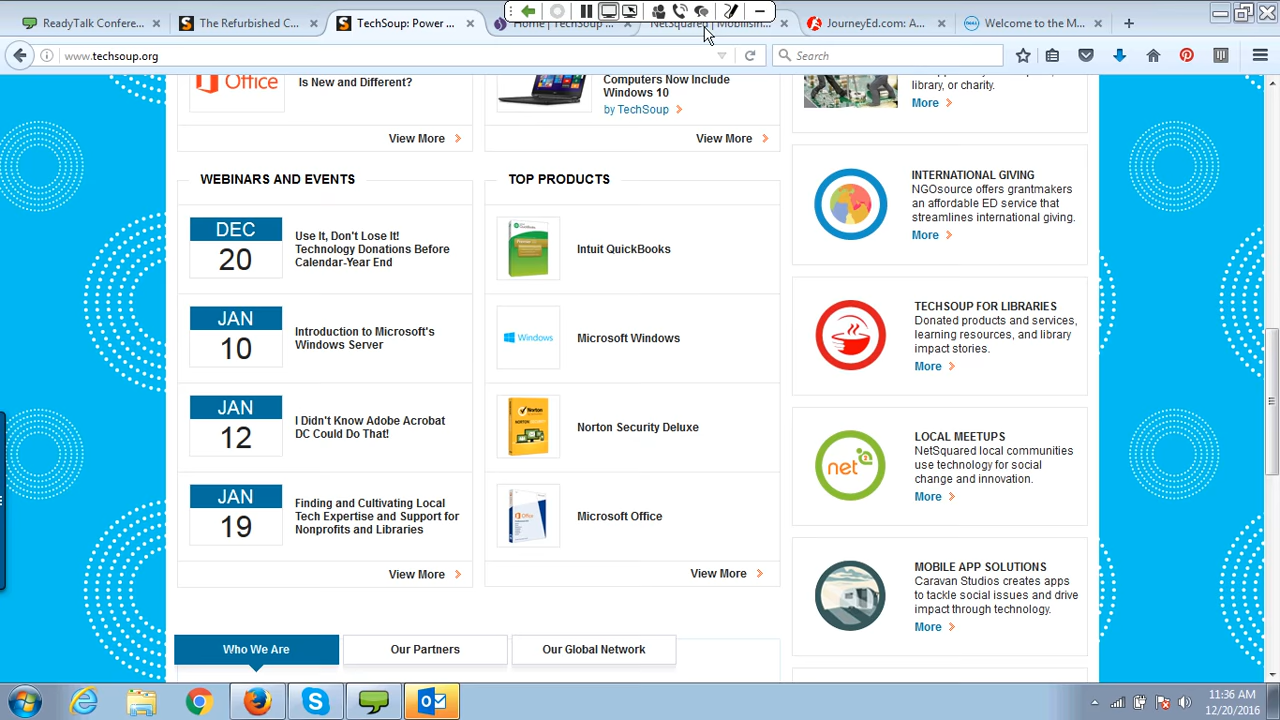 ReadyTalk Confere...
The Refurbished C...
TechSoup: Power ...
Home | TechSoup ...
NetSquared | Mobilisin...
JourneyEd.com: A...
Welcome to the M...
www.techsoup.org
Search
Office
Is New and Different?
View More
Computers Now Include
Windows 10
by TechSoup
View More
library, or charity.
More
WEBINARS AND EVENTS
DEC
20
Use It, Don't Lose It!
Technology Donations Before
Calendar-Year End
JAN
10
Introduction to Microsoft's
Windows Server
JAN
12
I Didn't Know Adobe Acrobat
DC Could Do That!
JAN
19
Finding and Cultivating Local
Tech Expertise and Support for
Nonprofits and Libraries
View More
TOP PRODUCTS
Intuit QuickBooks
Windows
Microsoft Windows
Norton
Norton Security Deluxe
Office
Microsoft Office
View More
INTERNATIONAL GIVING
NGOsource offers grantmakers
an affordable ED service that
streamlines international giving.
More
TECHSOUP FOR LIBRARIES
Donated products and services,
learning resources, and library
impact stories.
More
net
LOCAL MEETUPS
NetSquared local communities
use technology for social
change and innovation.
More
MOBILE APP SOLUTIONS
Caravan Studios creates apps
to tackle social issues and drive
impact through technology.
More
Who We Are
Our Partners
Our Global Network
11:36 AM
12/20/2016